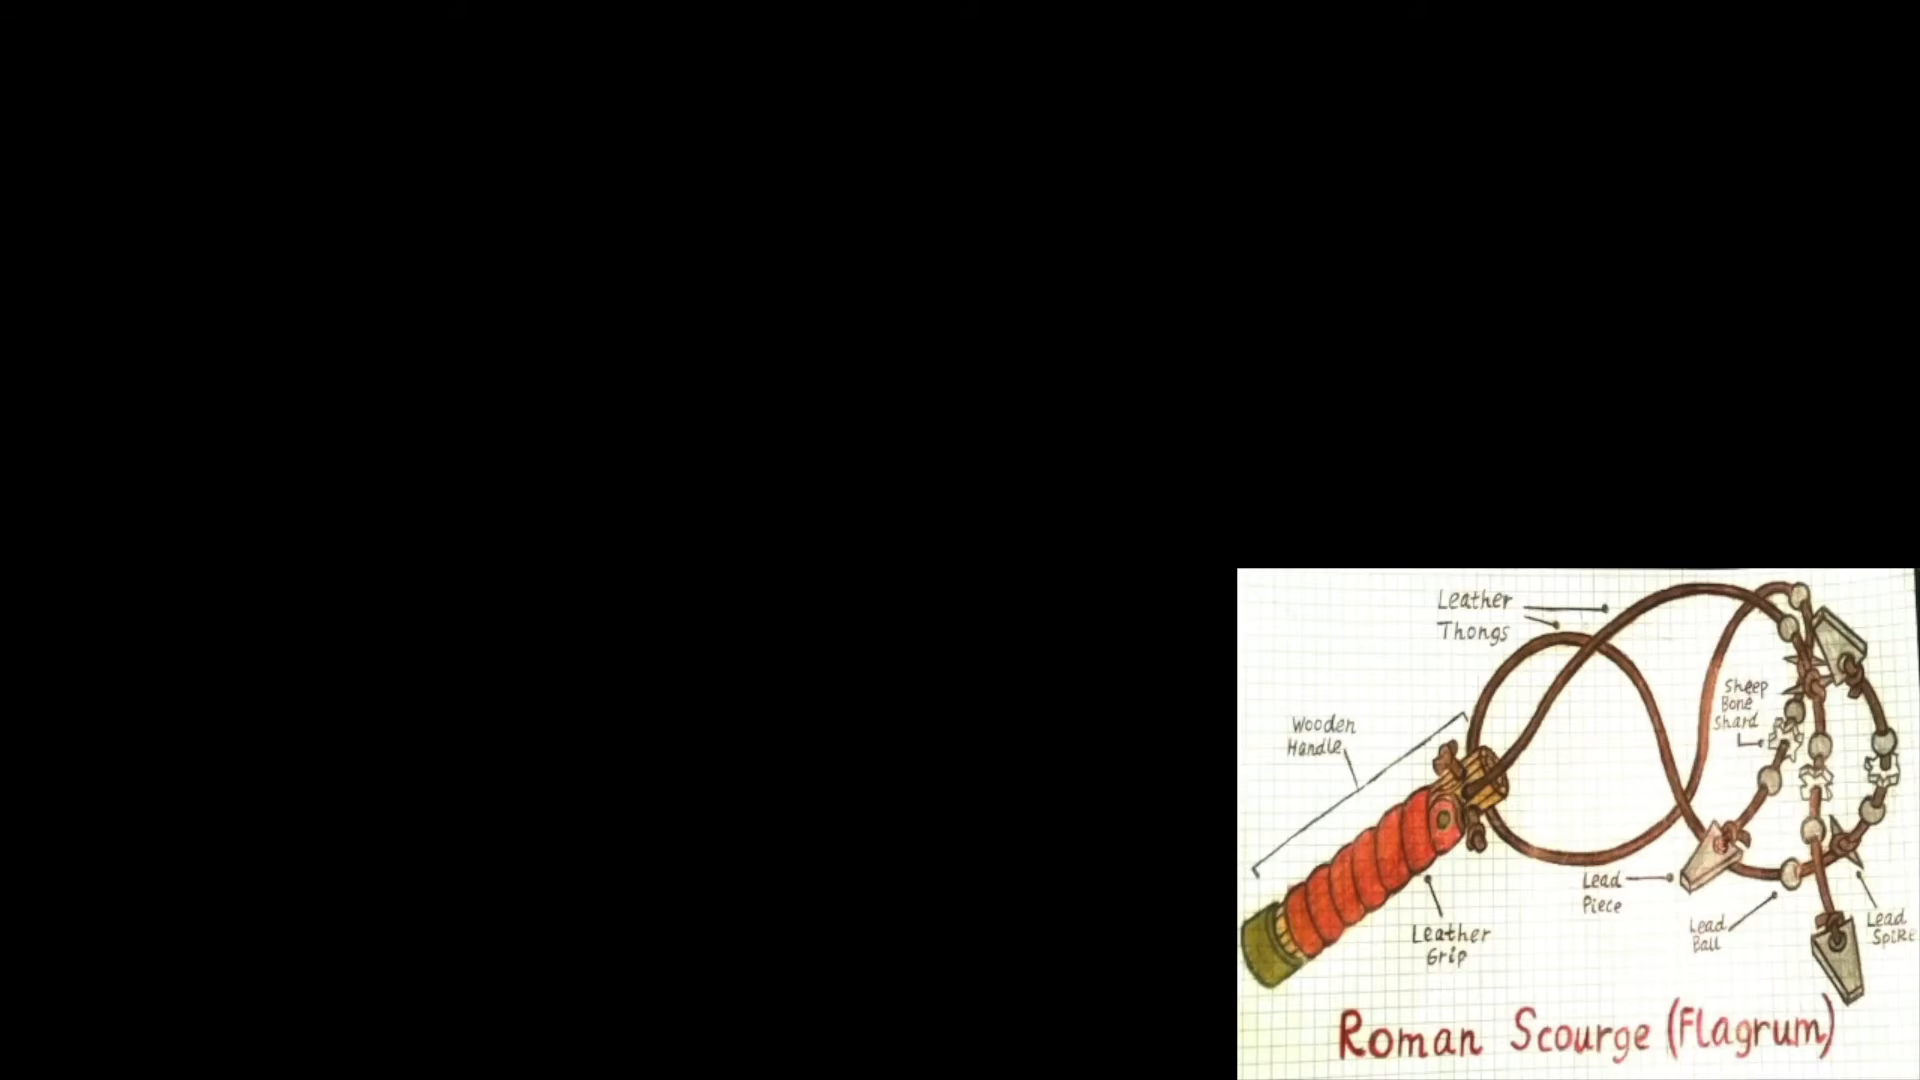 Leather
Thongs
Sheep
Bone
Shard
Wooden
Handle
Lead
Piece
Lead
Ball
Lead
Spike
Leather
Grip
Roman Scourge (Flagrum)